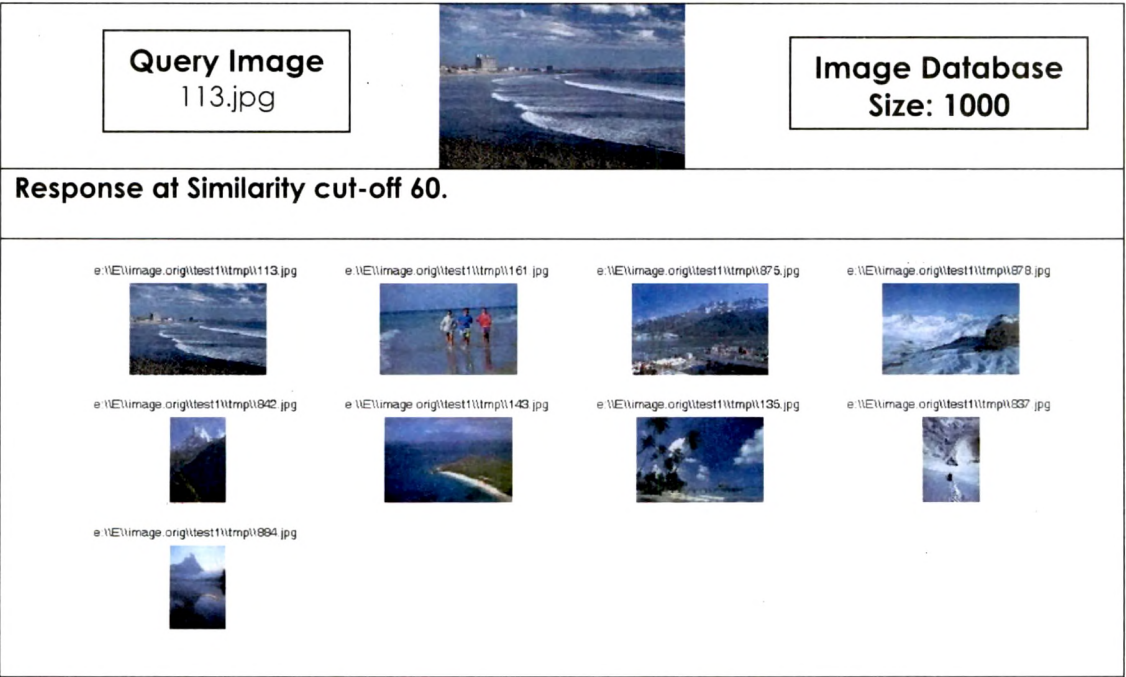 Query Image
113.jpg
Image Database
Size: 1000
Response at Similarity cut-off 60.
e:\\E\\image.orig\\test1\\tmp\\113.jpg
e:\\E\\image.orig\\test1\\tmp\\161 jpg
e:\\E\\image.orig\\test1\\tmp\\875.jpg
e:\\E\\image.orig\\test1\\tmp\\878.jpg
e:\\E\\image.orig\\test1\\tmp\\842 jpg
e \\E\\image orig\\test1\\tmp\\143 jpg
e:\\E\\image.orig\\test1\\tmp\\135.jpg
e:\\E\\image.orig\\test1\\tmp\\837 jpg
e:\\E\\image.orig\\test1\\tmp\\884 jpg